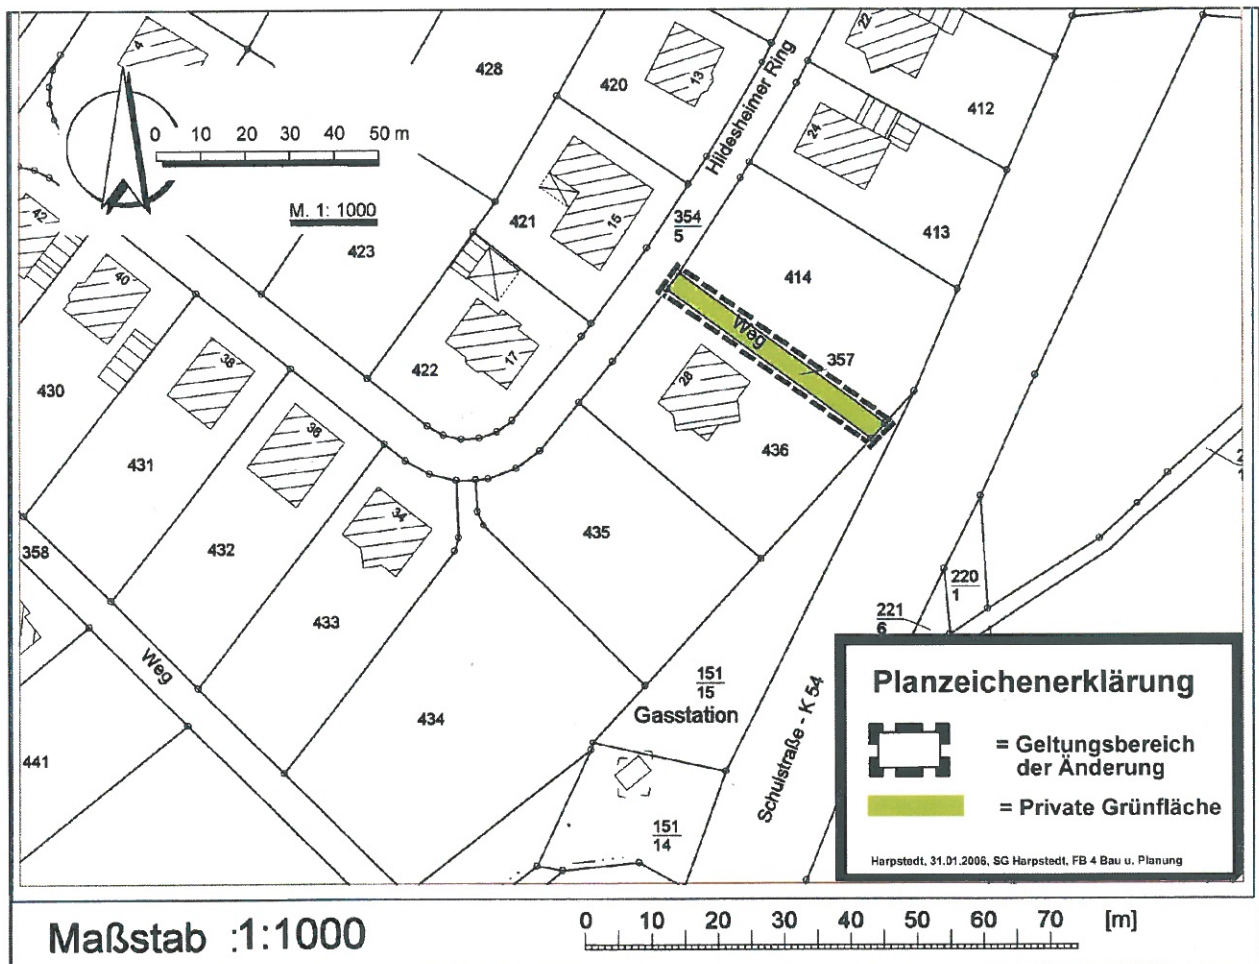 4
22
13
428
420
412
0 10 20 30 40 50 m
Hildesheimer Ring
24
M. 1: 1000
42
421
15
354
5
413
423
40
414
Weg
357
38
422
17
28
430
36
436
431
34
435
358
432
220
1
221
6
433
Weg
151
15
Gasstation
434
Schulstraße - K 54
441
151
14
Planzeichenerklärung
= Geltungsbereich
der Änderung
= Private Grünfläche
Harpstedt, 31.01.2006, SG Harpstedt, FB 4 Bau u. Planung
Maßstab :1:1000
0 10 20 30 40 50 60 70 [m]